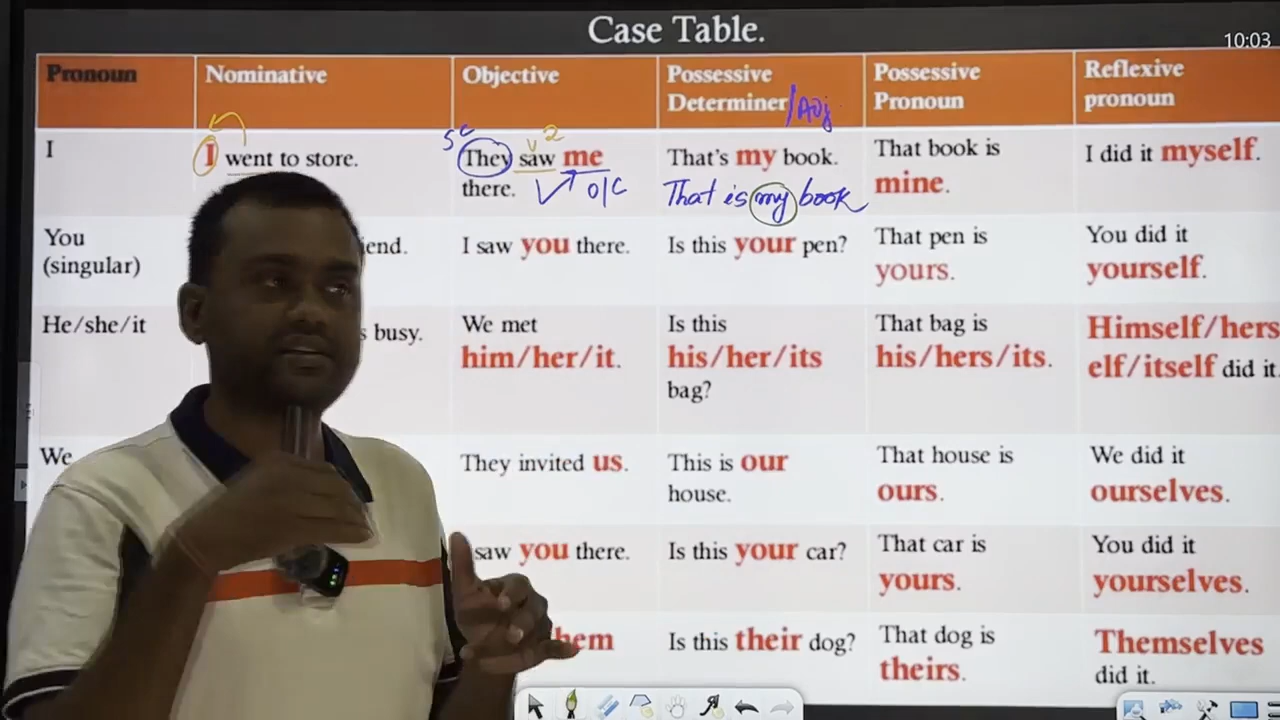 Case Table.
10:03
Pronoun
Nominative
Objective
Possessive
Determiner/Adj
Possessive
Pronoun
Reflexive
pronoun
I
I went to store.
SC
V2
They saw me
there.
O/C
That's my book.
That is my book
That book is
mine.
I did it myself.
You
(singular)
I saw you there.
Is this your pen?
That pen is
yours.
You did it
yourself.
He/she/it
busy.
We met
him/her/it.
Is this
his/her/its
bag?
That bag is
his/hers/its.
Himself/hers
elf/itself did it.
We
They invited us.
This is our
house.
That house is
ours.
We did it
ourselves.
saw you there.
Is this your car?
That car is
yours.
You did it
yourselves.
them
Is this their dog?
That dog is
theirs.
Themselves
did it.